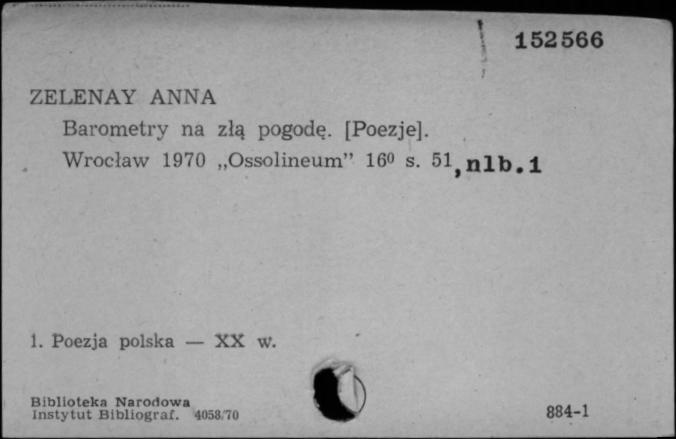 152566
ZELENAY ANNA
Barometry na złą pogodę. [Poezje].
Wrocław 1970 „Ossolineum” 16⁰ s. 51, nlb. 1
1. Poezja polska — XX w.
Biblioteka Narodowa
Instytut Bibliograf. 4058/70
884-1